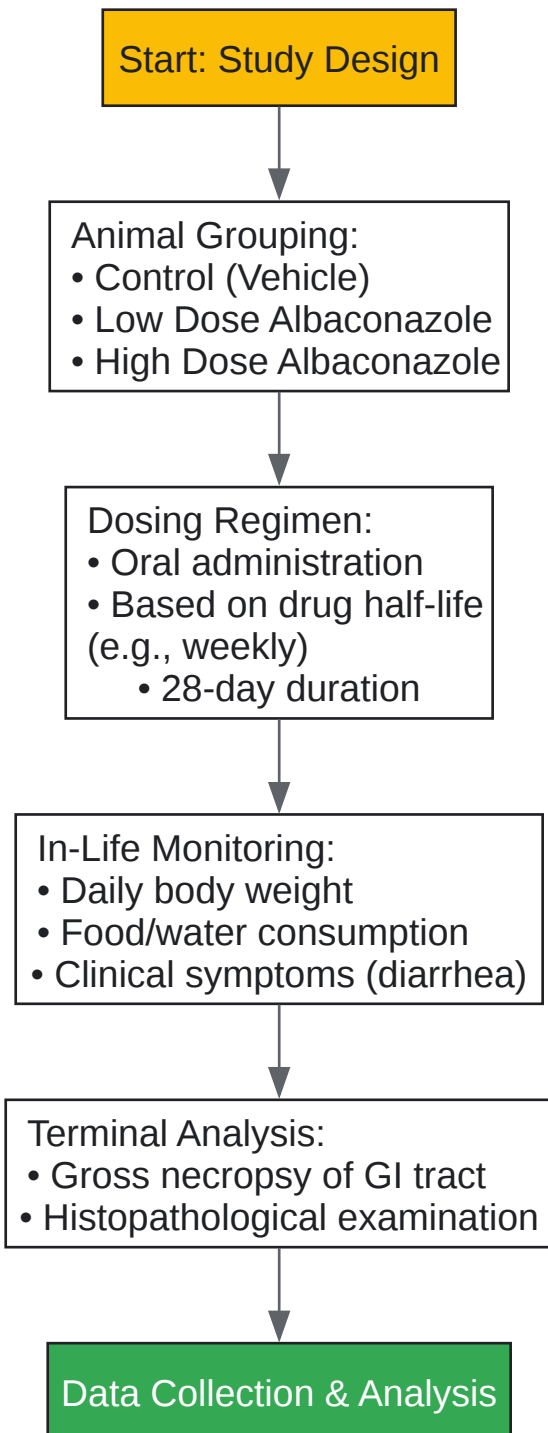 Start: Study Design
Animal Grouping:
• Control (Vehicle)
• Low Dose Albaconazole
• High Dose Albaconazole
Dosing Regimen:
• Oral administration
• Based on drug half-life
(e.g., weekly)
• 28-day duration
In-Life Monitoring:
• Daily body weight
• Food/water consumption
• Clinical symptoms (diarrhea)
Terminal Analysis:
• Gross necropsy of GI tract
• Histopathological examination
Data Collection & Analysis